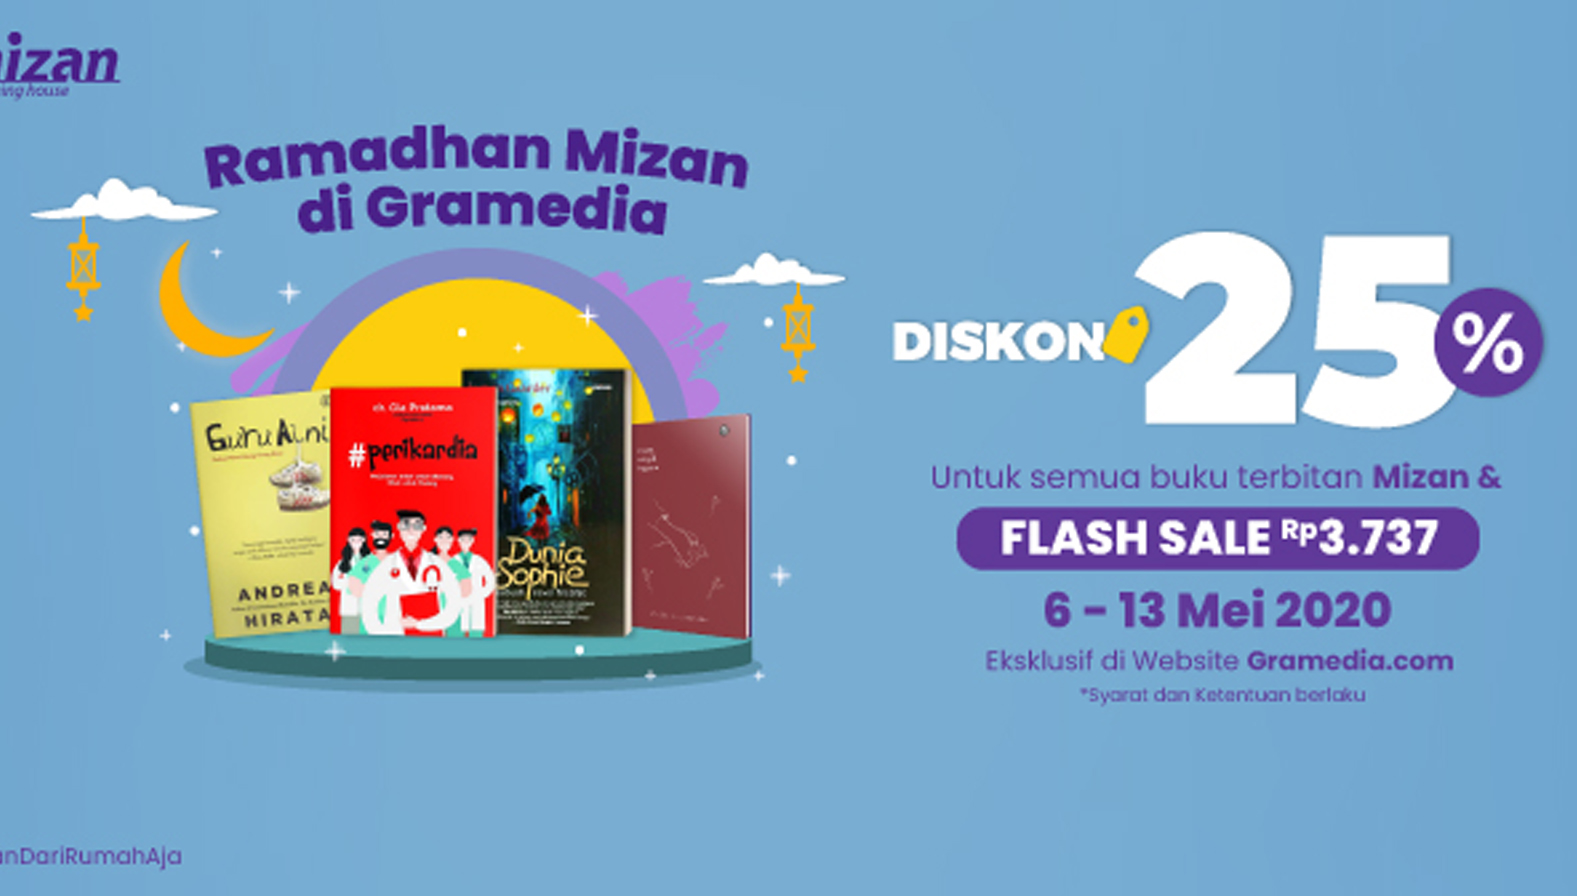 mizan
Ramadhan Mizan
di Gramedia
Guru Aini
ANDREA
HIRATA
dr. Gia Pratama
#perikardia
Dunia
Sophie
DISKON 25%
Untuk semua buku terbitan Mizan &
FLASH SALE Rp3.737
6 - 13 Mei 2020
Eksklusif di Website Gramedia.com
*Syarat dan Ketentuan berlaku
anDariRumahAja